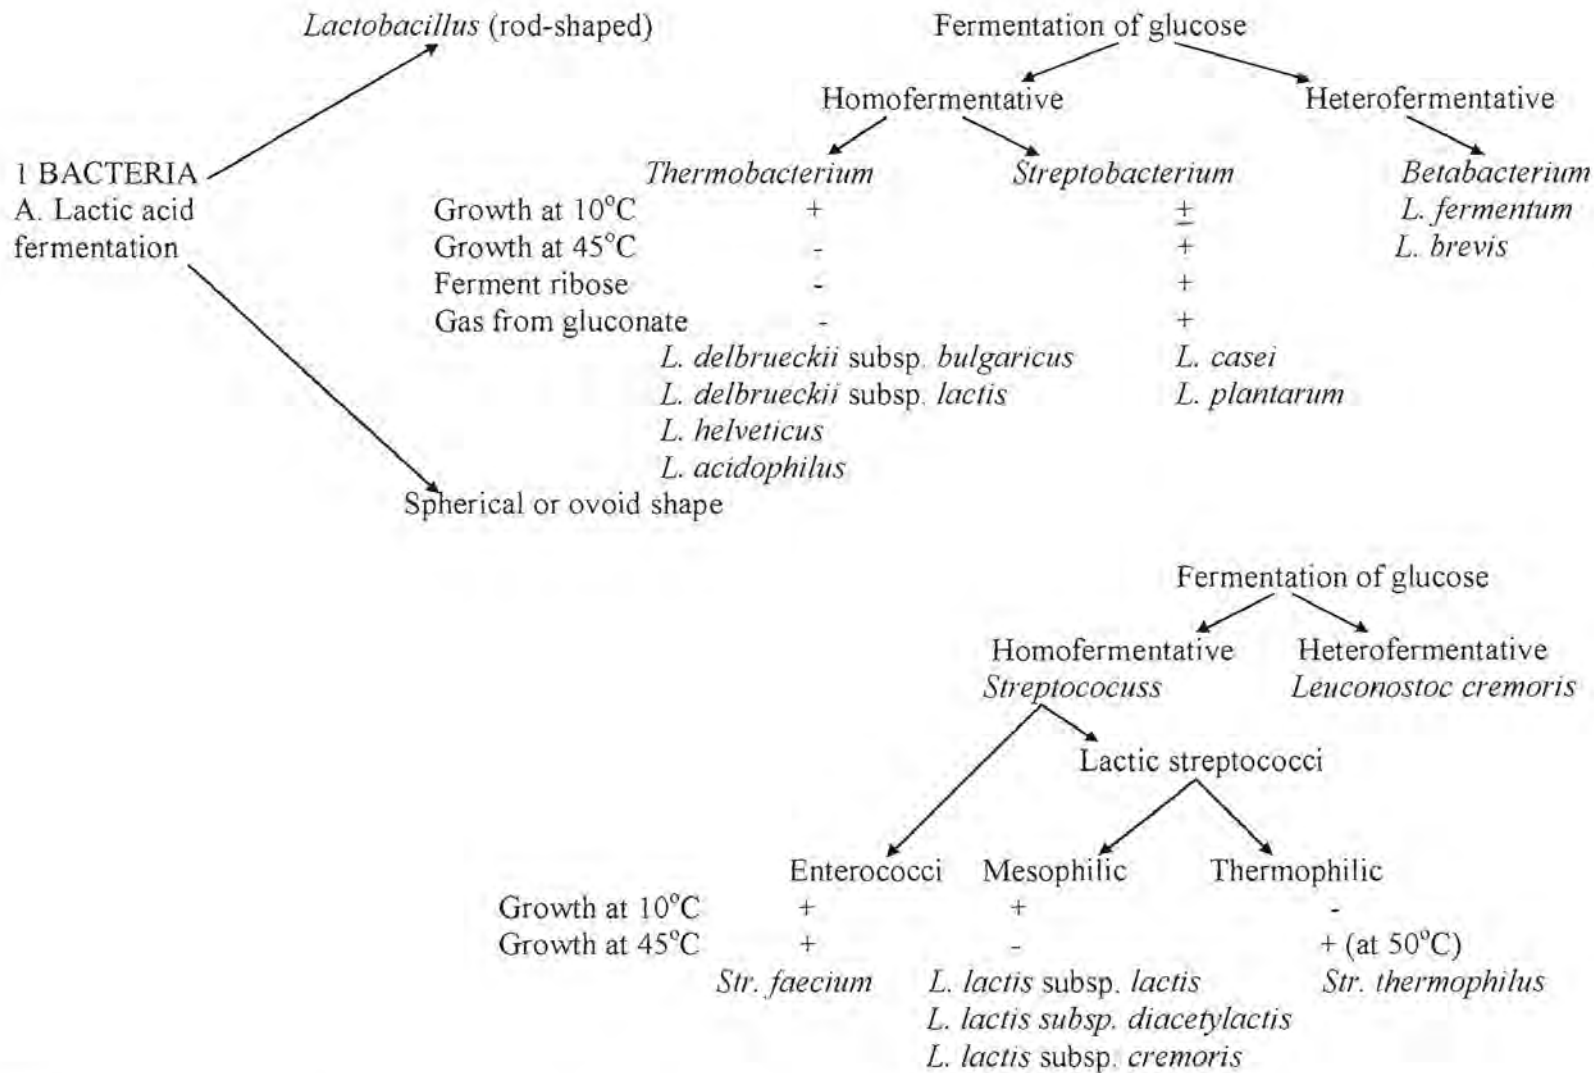 Lactobacillus (rod-shaped) Fermentation of glucose
Homofermentative Heterofermentative
1 BACTERIA Thermobacterium Streptobacterium Betabacterium
A. Lactic acid Growth at 10°C + ± L. fermentum
fermentation Growth at 45°C - + L. brevis
Ferment ribose - +
Gas from gluconate - +
L. delbrueckii subsp. bulgaricus L. casei
L. delbrueckii subsp. lactis L. plantarum
L. helveticus
L. acidophilus
Spherical or ovoid shape
Fermentation of glucose
Homofermentative Heterofermentative
Streptococuss Leuconostoc cremoris
Lactic streptococci
Enterococci Mesophilic Thermophilic
Growth at 10°C + + -
Growth at 45°C + - + (at 50°C)
Str. faecium L. lactis subsp. lactis Str. thermophilus
L. lactis subsp. diacetylactis
L. lactis subsp. cremoris